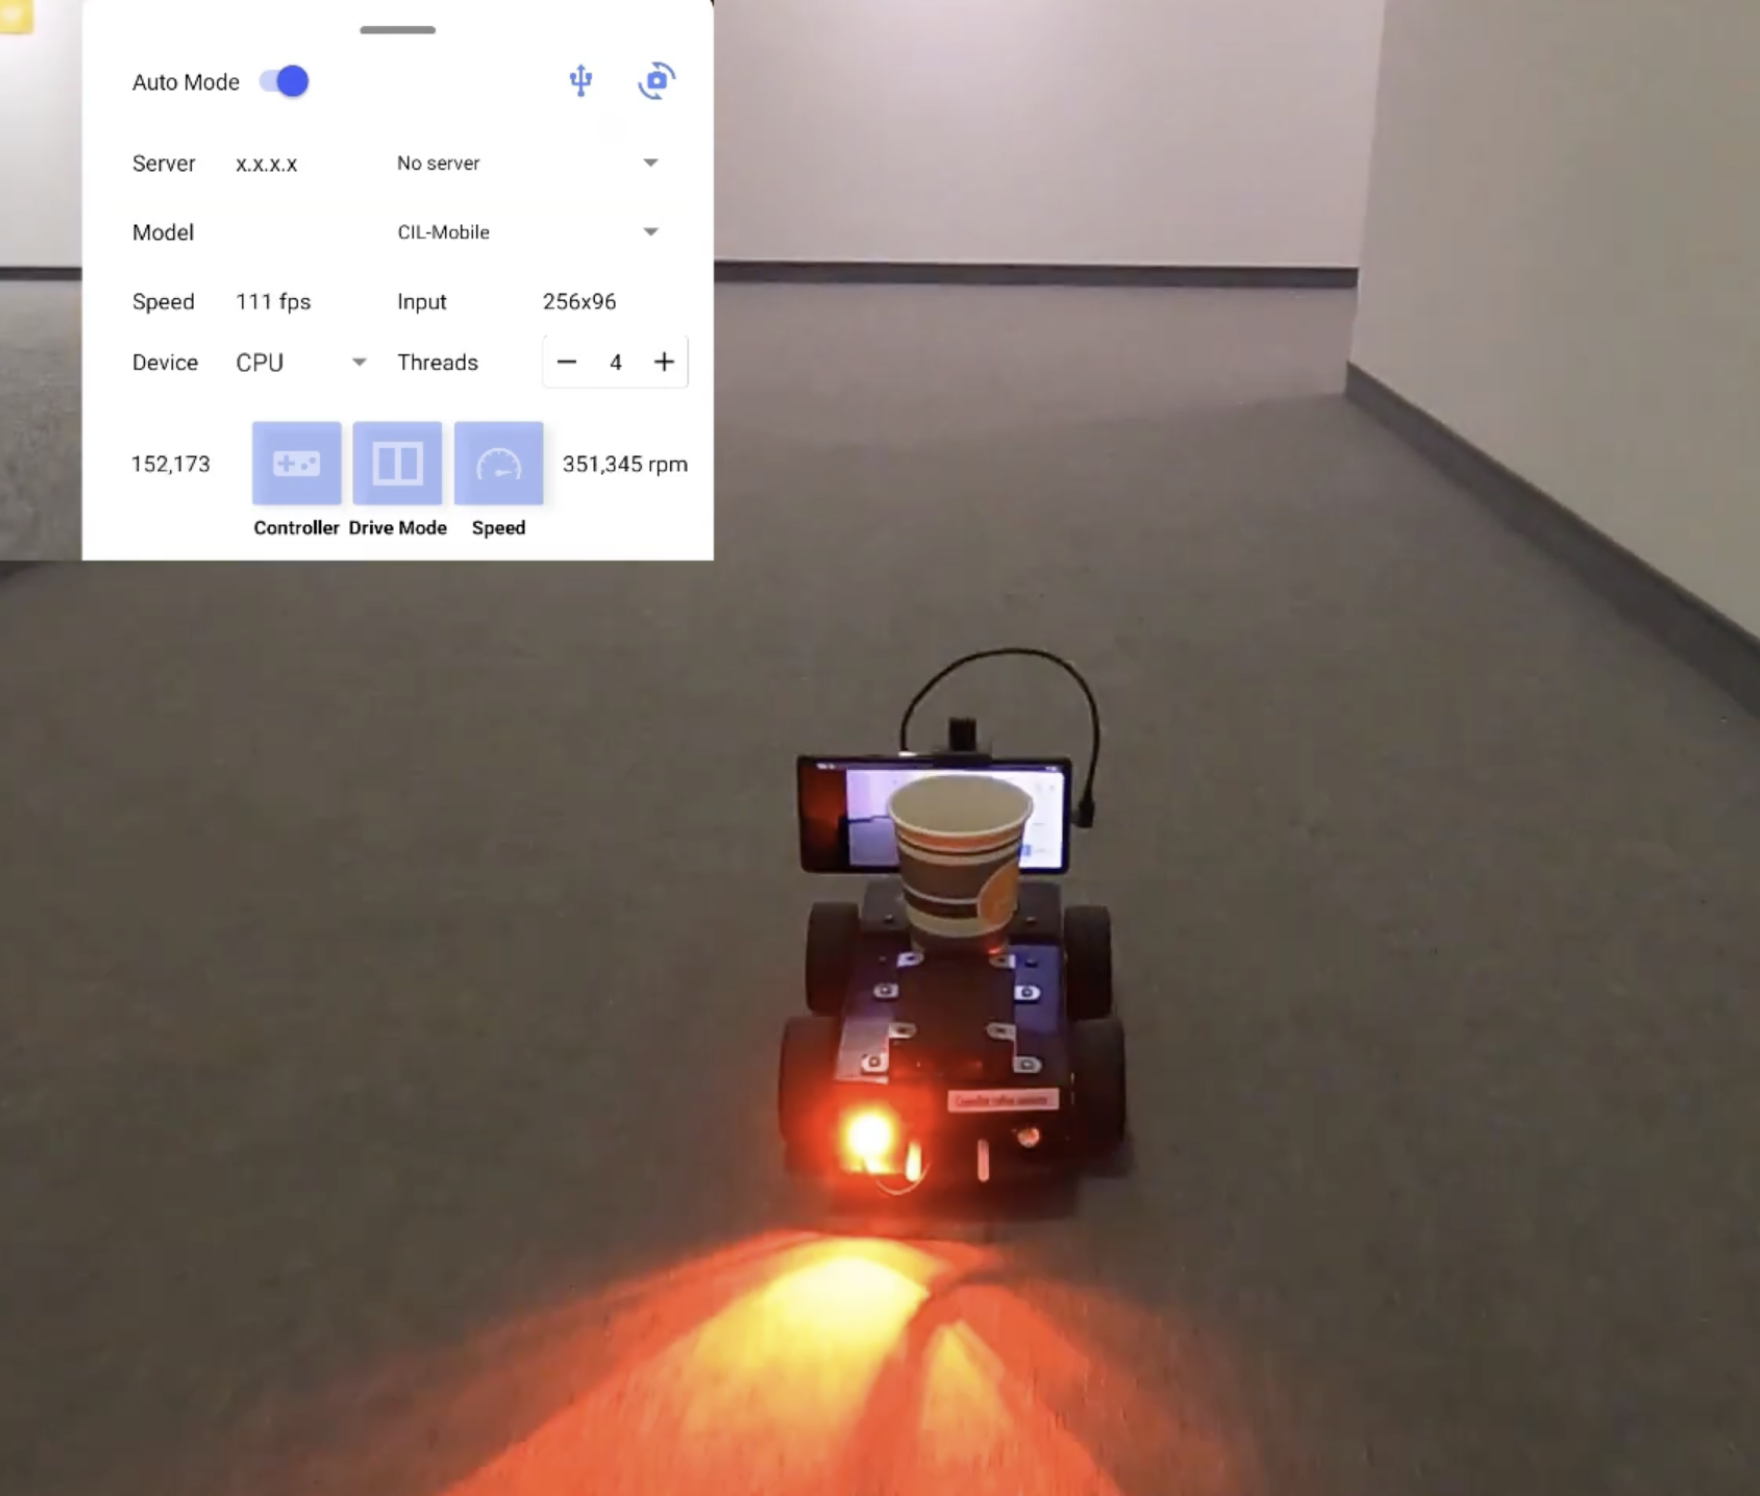 Auto Mode
Server x.x.x.x No server
Model CIL-Mobile
Speed 111 fps Input 256x96
Device CPU Threads − 4 +
152,173 351,345 rpm
Controller Drive Mode Speed